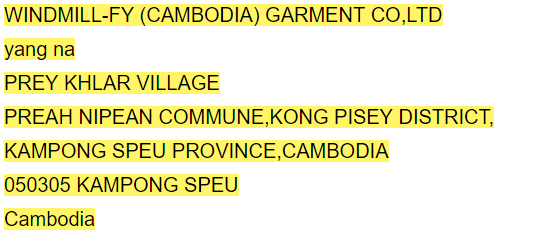 WINDMILL-FY (CAMBODIA) GARMENT CO,LTD
yang na
PREY KHLAR VILLAGE
PREAH NIPEAN COMMUNE,KONG PISEY DISTRICT,
KAMPONG SPEU PROVINCE,CAMBODIA
050305 KAMPONG SPEU
Cambodia